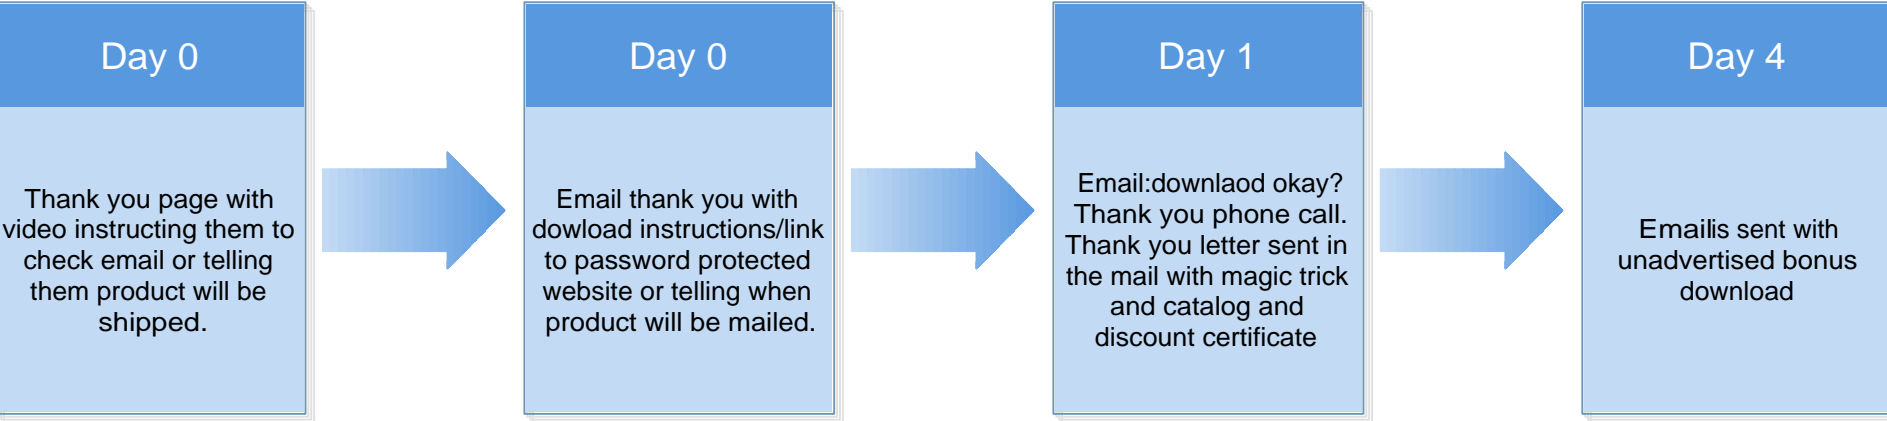 Day 0
Thank you page with
video instructing them to
check email or telling
them product will be
shipped.
Day 0
Email thank you with
dowload instructions/link
to password protected
website or telling when
product will be mailed.
Day 1
Email:downlaod okay?
Thank you phone call.
Thank you letter sent in
the mail with magic trick
and catalog and
discount certificate
Day 4
Emailis sent with
unadvertised bonus
download